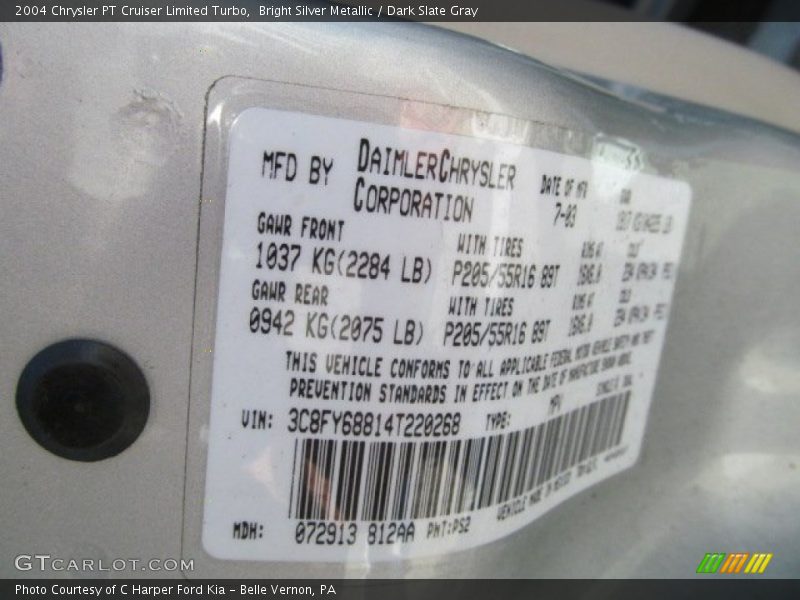 2004 Chrysler PT Cruiser Limited Turbo, Bright Silver Metallic / Dark Slate Gray
MFD BY DAIMLERCHRYSLER CORPORATION
DATE OF MFR
7-03
GAWR FRONT
WITH TIRES
1037 KG(2284 LB) P205/55R16 89T
GAWR REAR
WITH TIRES
0942 KG(2075 LB) P205/55R16 89T
THIS VEHICLE CONFORMS TO ALL APPLICABLE FEDERAL MOTOR VEHICLE SAFETY AND THEFT
PREVENTION STANDARDS IN EFFECT ON THE DATE OF MANUFACTURE SHOWN ABOVE.
VIN: 3C8FY68814T220268 TYPE: MPV
VEHICLE MADE IN MEXICO
MDH: 072913 812AA PNT:PS2
GTCARLOT.COM
Photo Courtesy of C Harper Ford Kia - Belle Vernon, PA